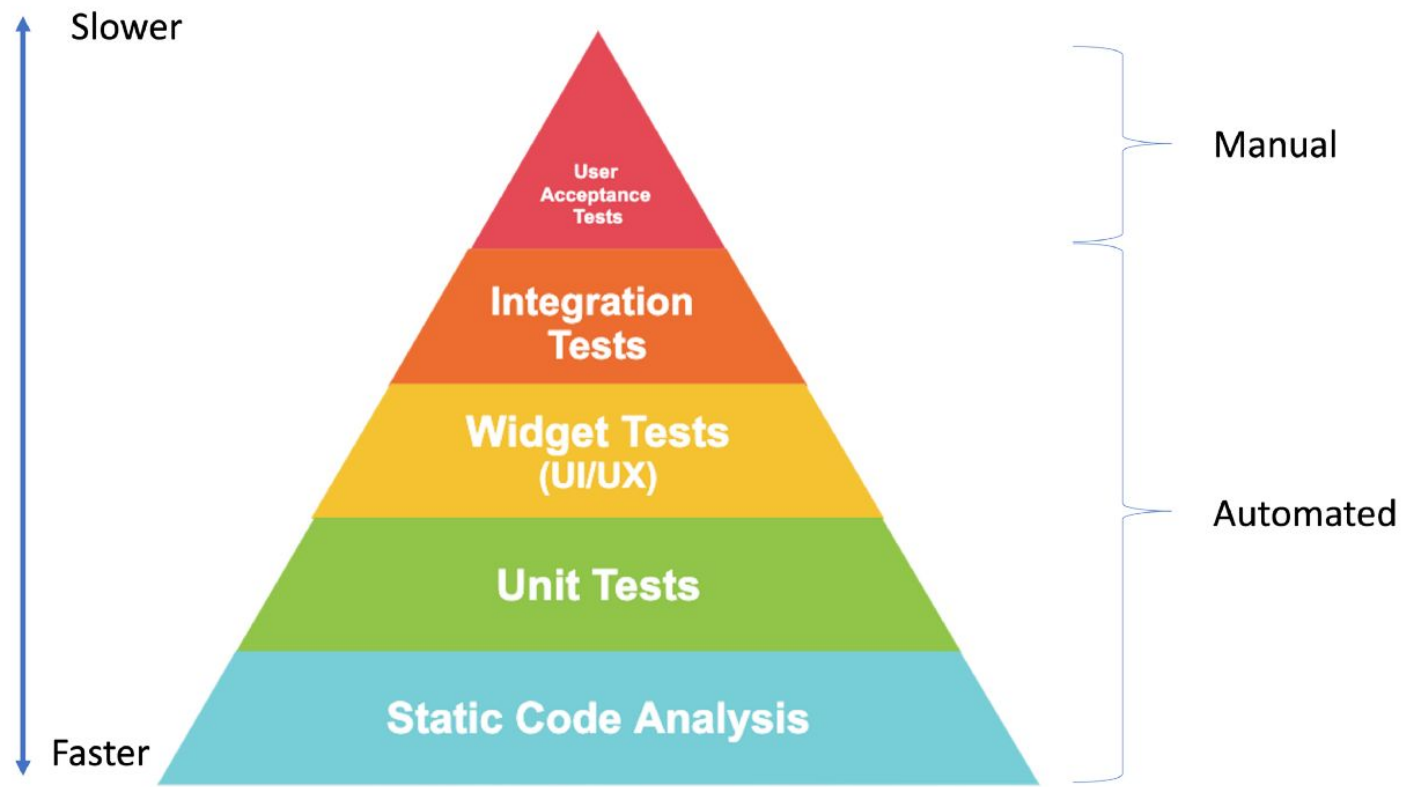 Slower
User
Acceptance
Tests
Manual
Integration
Tests
Widget Tests
(UI/UX)
Automated
Unit Tests
Static Code Analysis
Faster